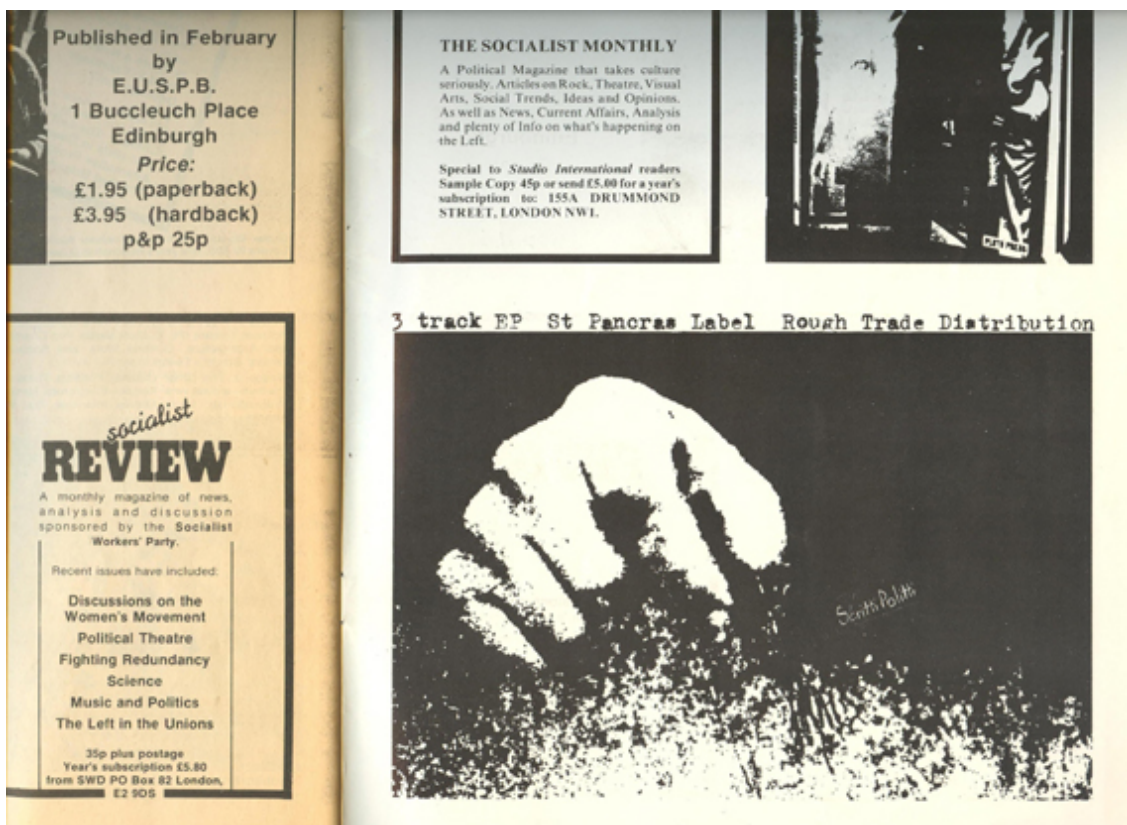 Published in February
by
E.U.S.P.B.
1 Buccleuch Place
Edinburgh
Price:
£1.95 (paperback)
£3.95 (hardback)
p&p 25p
socialist
REVIEW
A monthly magazine of news,
analysis and discussion
sponsored by the Socialist
Workers' Party.
Recent issues have included:
Discussions on the
Women's Movement
Political Theatre
Fighting Redundancy
Science
Music and Politics
The Left in the Unions
35p plus postage
Year's subscription £5.80
from SWD PO Box 82 London,
E2 9DS
THE SOCIALIST MONTHLY
A Political Magazine that takes culture
seriously. Articles on Rock, Theatre, Visual
Arts, Social Trends, Ideas and Opinions.
As well as News, Current Affairs, Analysis
and plenty of Info on what's happening on
the Left.
Special to Studio International readers
Sample Copy 45p or send £5.00 for a year's
subscription to: 155A DRUMMOND
STREET, LONDON NW1.
PLUTO PRESS
3 track EP St Pancras Label Rough Trade Distribution
Scritti Politti